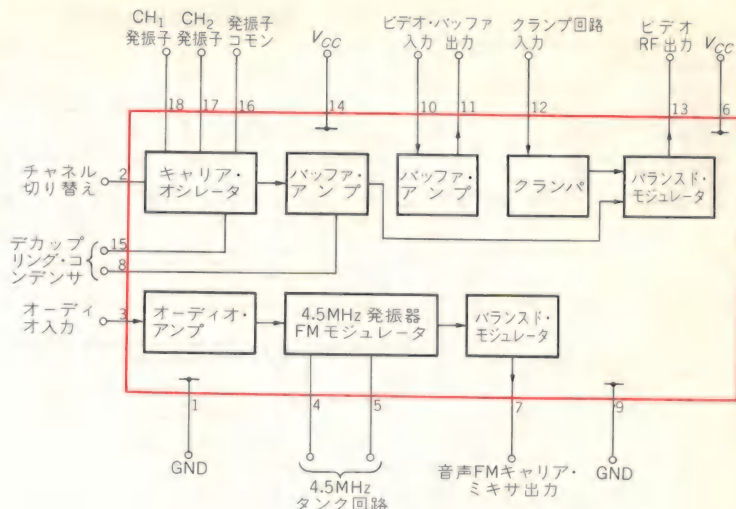 CH1
発振子
CH2
発振子
発振子
コモン
VCC
ビデオ・バッファ
入力 出力
クランプ回路
入力
ビデオ
RF出力
VCC
18 17 16 14 10 11 12 13 6
チャネル
切り替え
2
キャリア・
オシレータ
バッファ・
アンプ
バッファ・
アンプ
クランパ
バランスド・
モジュレータ
デカップ
リング・コ
ンデンサ
15
8
オーディ
オ入力
3
オーディオ・
アンプ
4.5MHz発振器
FMモジュレータ
バランスド・
モジュレータ
1 4 5 7 9
GND
4.5MHz
タンク回路
音声FMキャリア・
ミキサ出力
GND